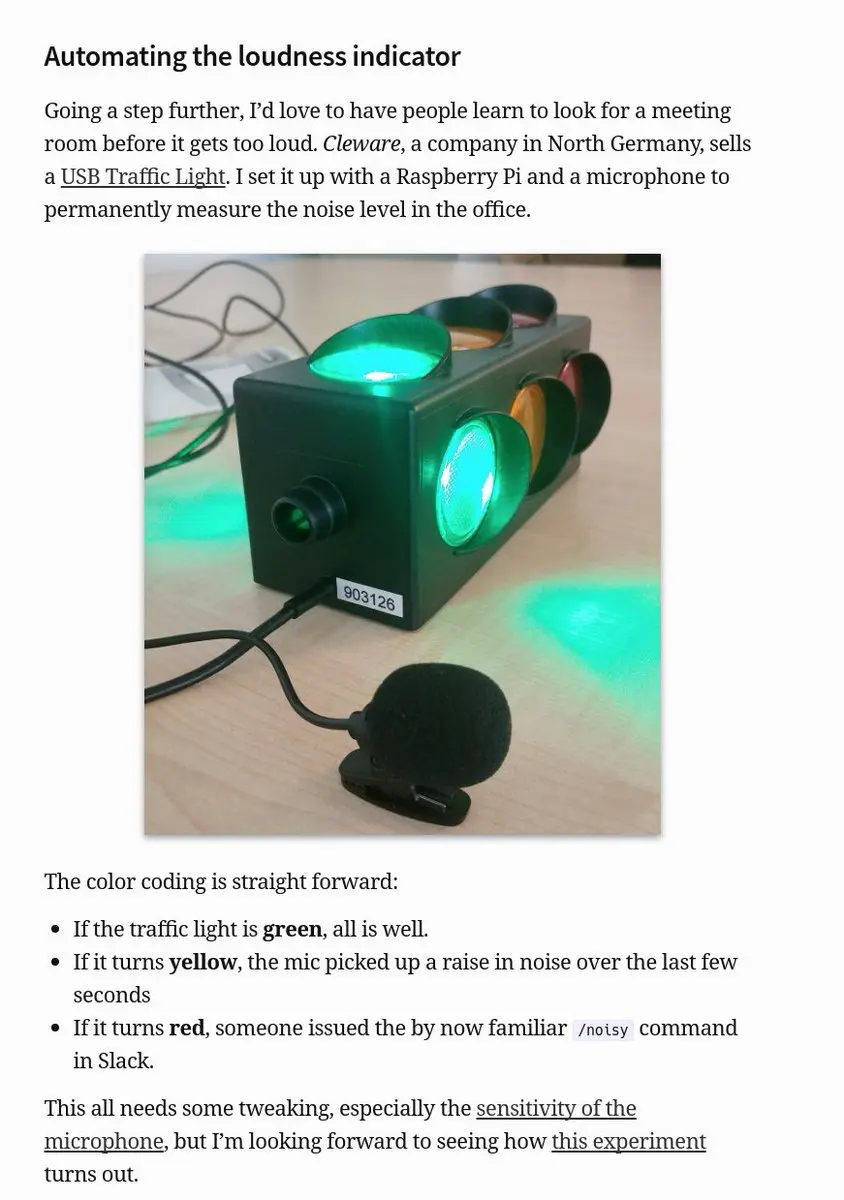 Automating the loudness indicator
Going a step further, I’d love to have people learn to look for a meeting
room before it gets too loud. Cleware, a company in North Germany, sells
a USB Traffic Light. I set it up with a Raspberry Pi and a microphone to
permanently measure the noise level in the office.
903126
The color coding is straight forward:
• If the traffic light is green, all is well.
• If it turns yellow, the mic picked up a raise in noise over the last few
seconds
• If it turns red, someone issued the by now familiar /noisy command
in Slack.
This all needs some tweaking, especially the sensitivity of the
microphone, but I’m looking forward to seeing how this experiment
turns out.